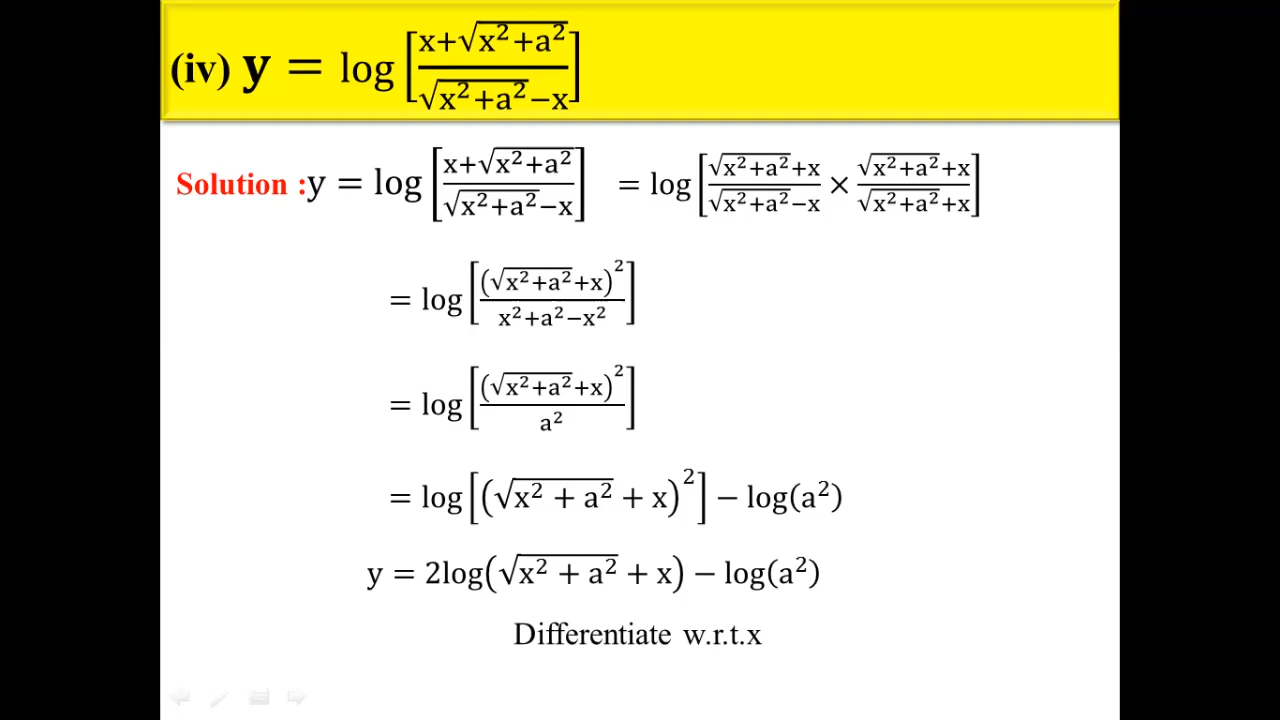 (iv) y = log [x+√x²+a² / √x²+a²−x]
Solution : y = log [x+√x²+a² / √x²+a²−x] = log [√x²+a²+x / √x²+a²−x × √x²+a²+x / √x²+a²+x]
= log [(√x²+a²+x)² / x²+a²−x²]
= log [(√x²+a²+x)² / a²]
= log [(√x² + a² + x)²] − log(a²)
y = 2log(√x² + a² + x) − log(a²)
Differentiate w.r.t.x